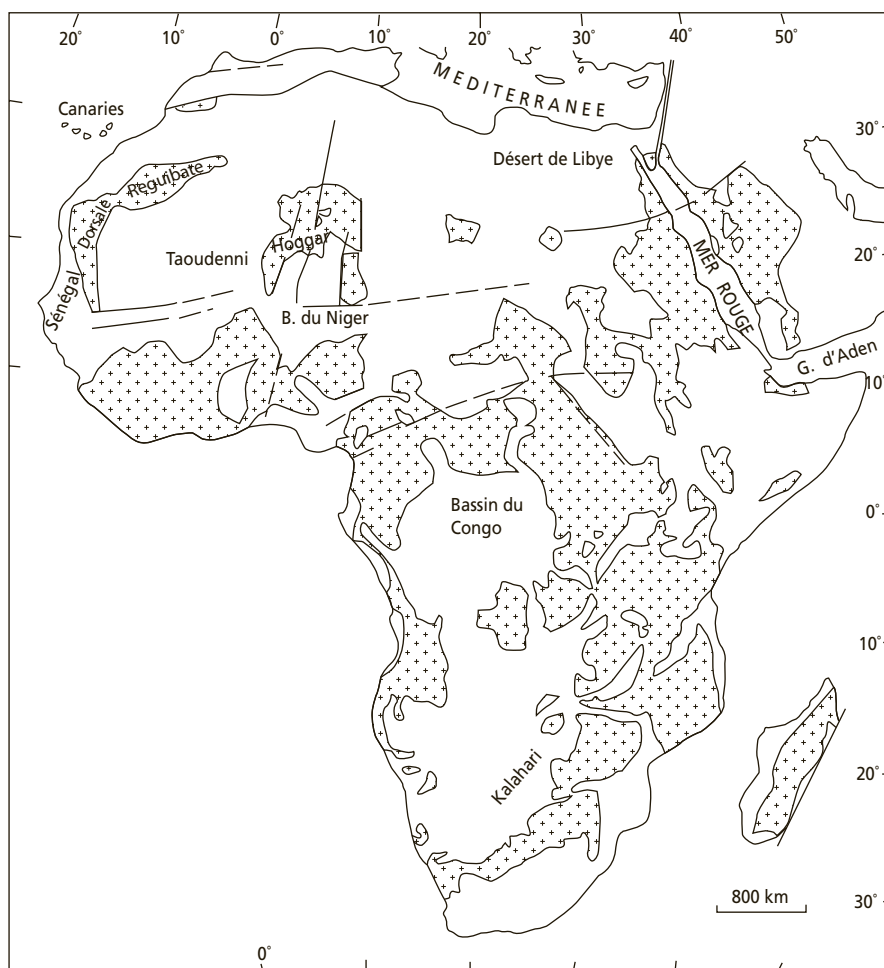 20° 10° 0° 10° 20° 30° 40° 50°
MEDITERRANEE
Canaries
30°
Désert de Libye
Dorsale Reguibate
Hoggar
20°
Taoudenni
MER ROUGE
Sénégal
B. du Niger
G. d'Aden
10°
Bassin du
Congo
0°
10°
Kalahari
20°
800 km
30°
0°